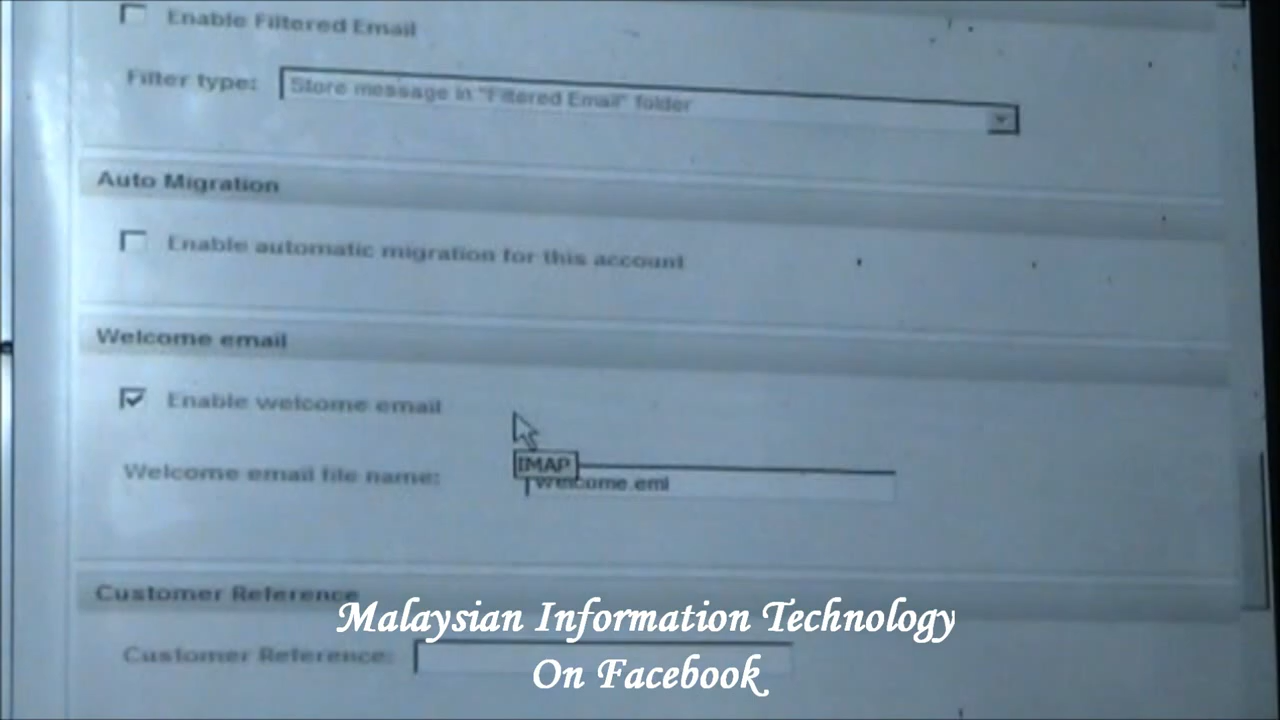 Enable Filtered Email
Filter type: Store message in "Filtered Email" folder
Auto Migration
Enable automatic migration for this account
Welcome email
Enable welcome email
IMAP
Welcome email file name: welcome.eml
Customer Reference
Customer Reference:
Malaysian Information Technology
On Facebook